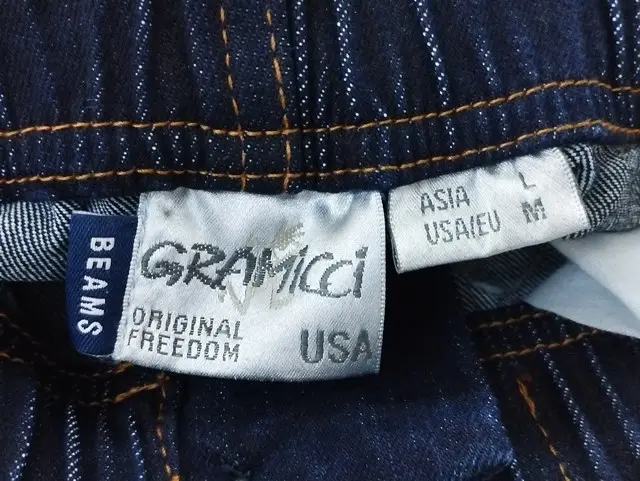 BEAMS
GRAMICCI
ORIGINAL
FREEDOM
USA
ASIA L
USA/EU M